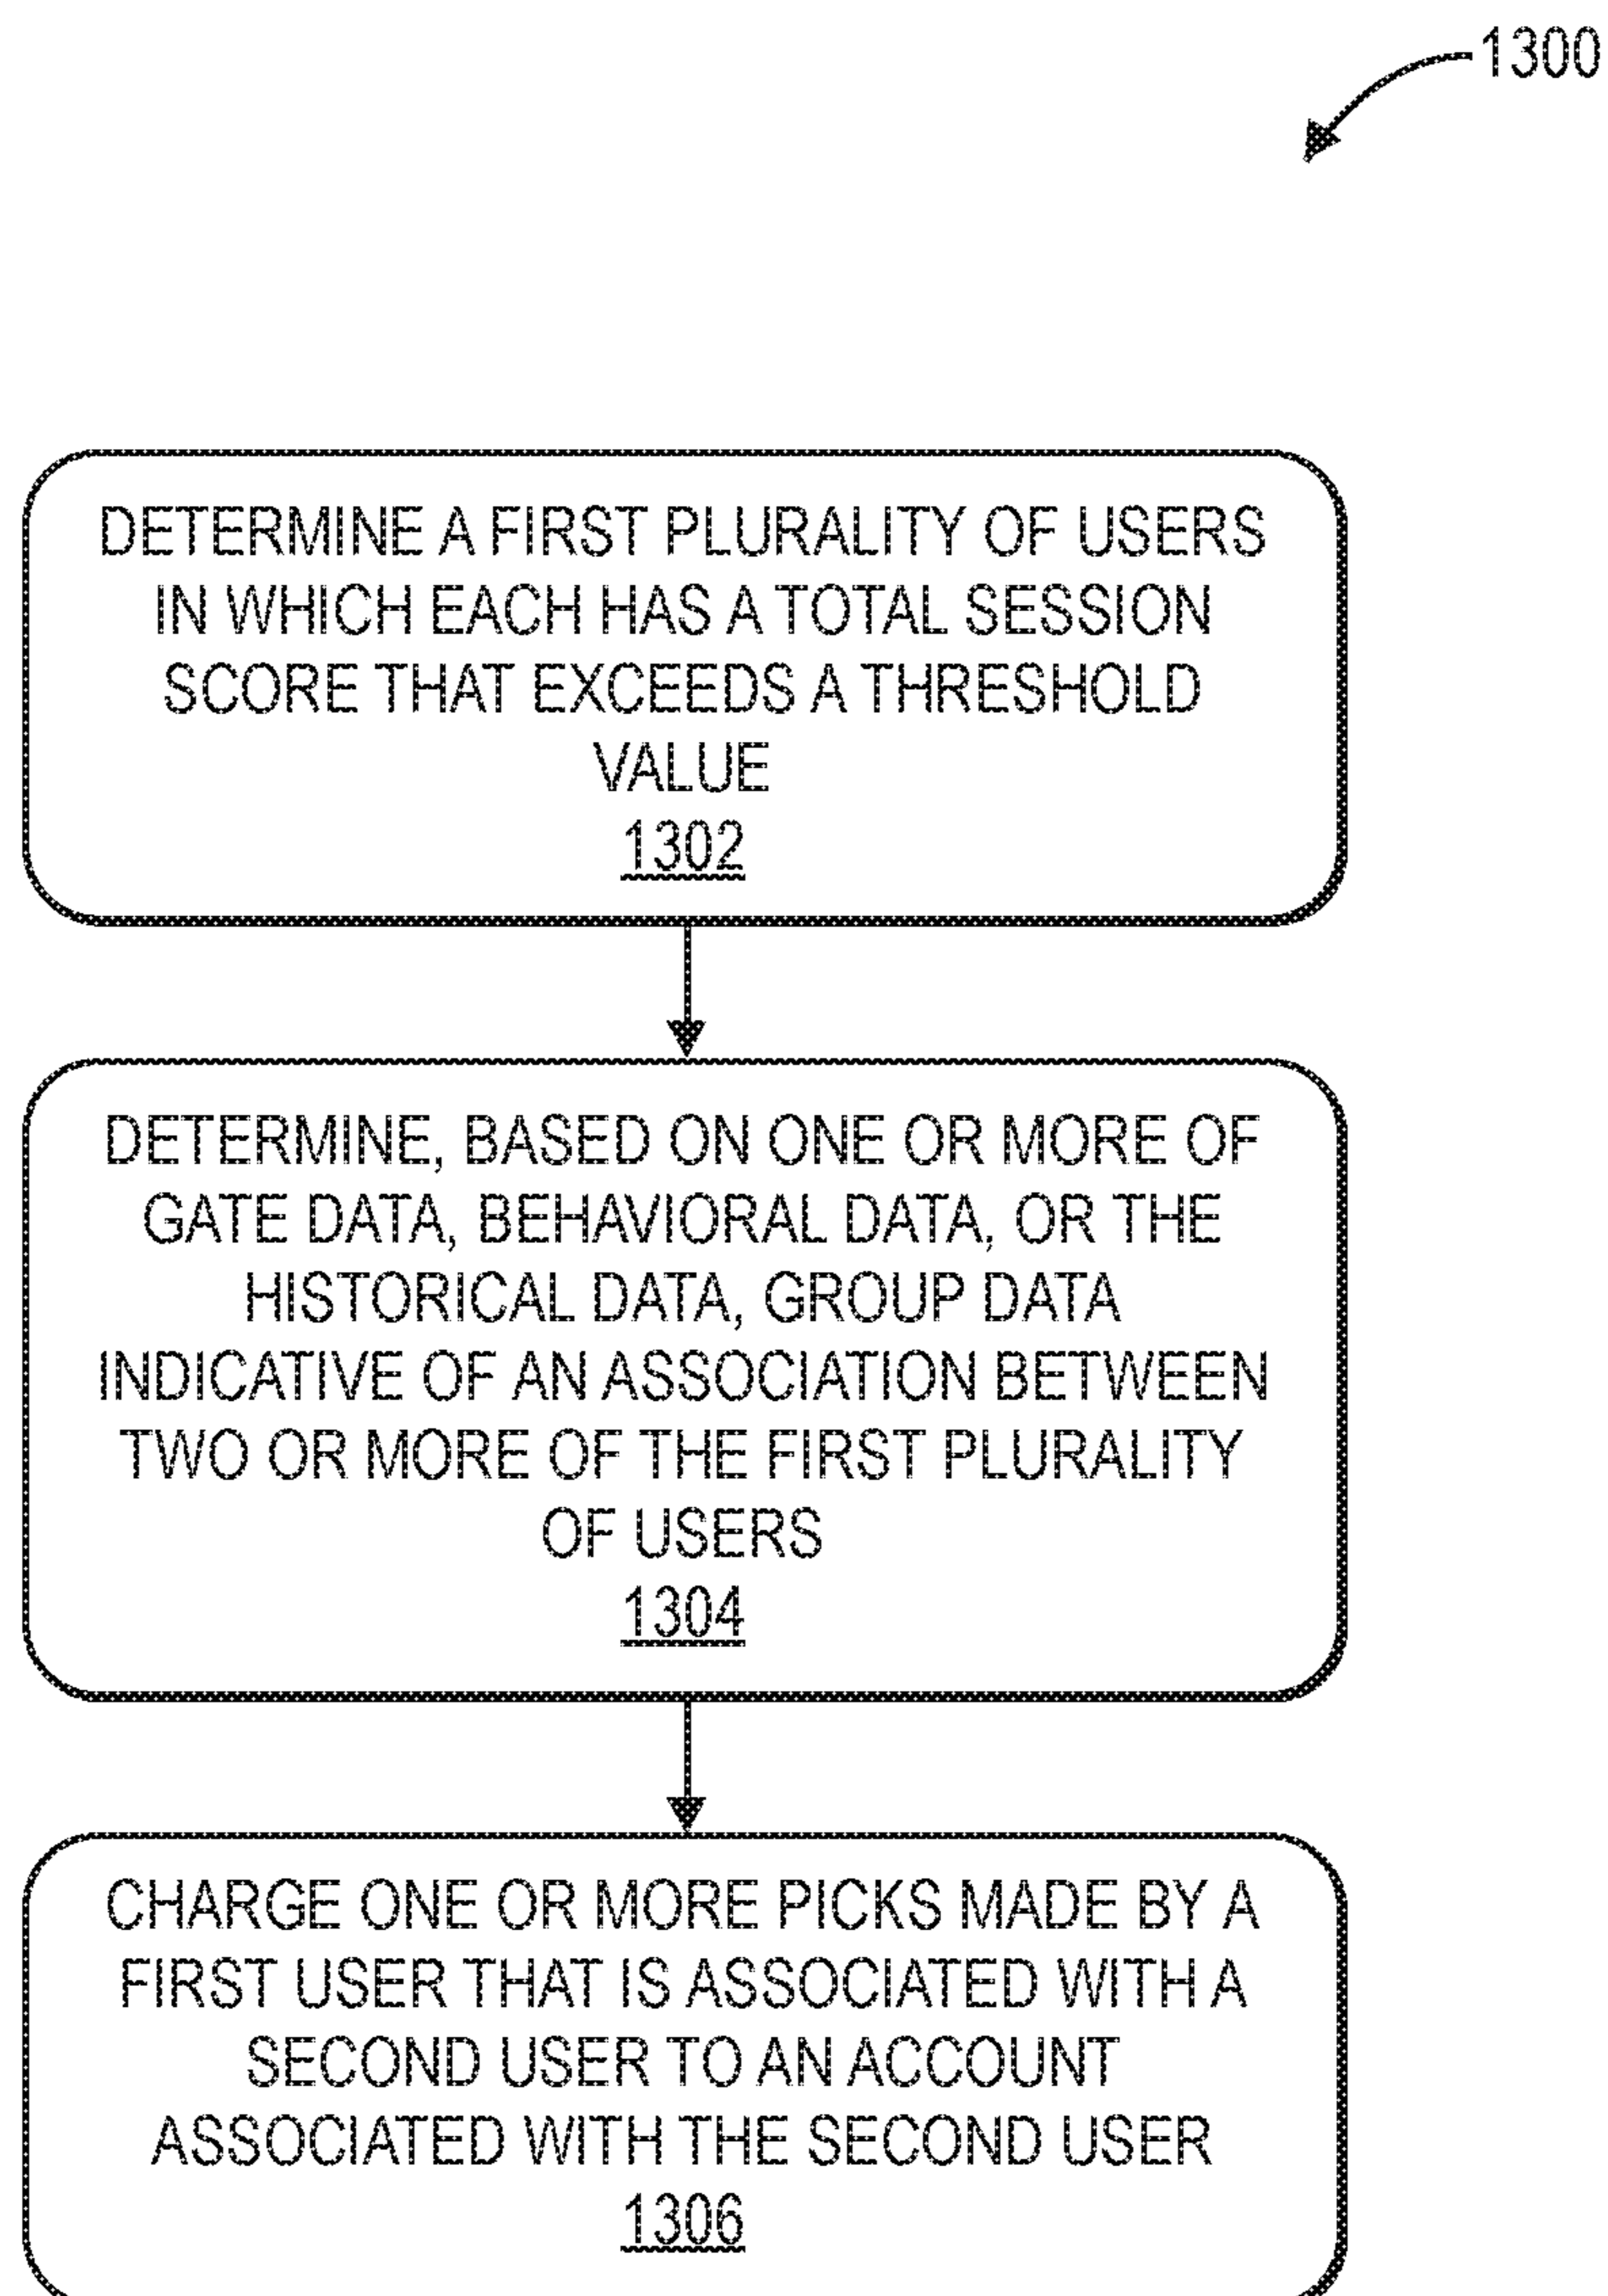 1300
DETERMINE A FIRST PLURALITY OF USERS
IN WHICH EACH HAS A TOTAL SESSION
SCORE THAT EXCEEDS A THRESHOLD
VALUE
1302
DETERMINE, BASED ON ONE OR MORE OF
GATE DATA, BEHAVIORAL DATA, OR THE
HISTORICAL DATA, GROUP DATA
INDICATIVE OF AN ASSOCIATION BETWEEN
TWO OR MORE OF THE FIRST PLURALITY
OF USERS
1304
CHARGE ONE OR MORE PICKS MADE BY A
FIRST USER THAT IS ASSOCIATED WITH A
SECOND USER TO AN ACCOUNT
ASSOCIATED WITH THE SECOND USER
1306